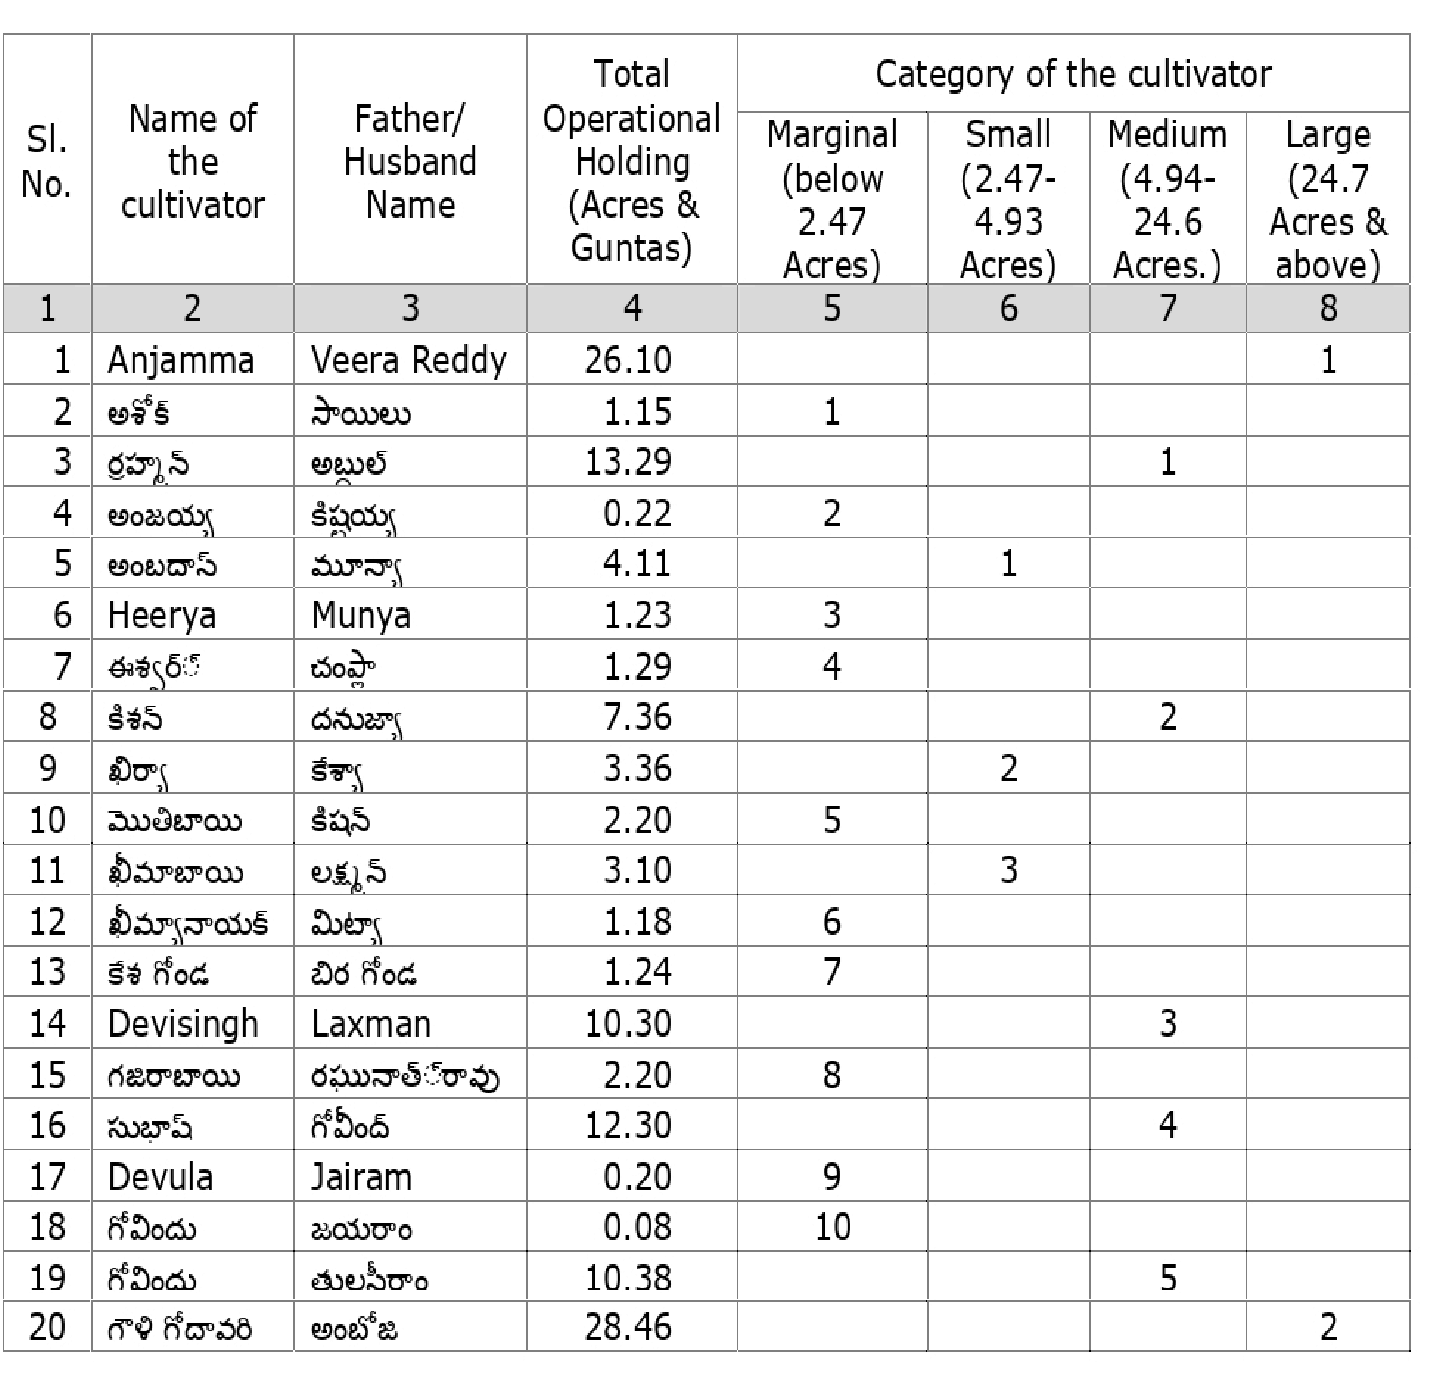 Sl. No. Name of the cultivator Father/ Husband Name Total Operational Holding (Acres & Guntas) Category of the cultivator
Marginal (below 2.47 Acres) Small (2.47-4.93 Acres) Medium (4.94-24.6 Acres.) Large (24.7 Acres & above)
1 2 3 4 5 6 7 8
1 Anjamma Veera Reddy 26.10 1
2 అశోక్ సాయిలు 1.15 1
3 ర్రహ్మన్ అబ్దుల్ 13.29 1
4 అంజయ్య కిష్టయ్య 0.22 2
5 అంబదాస్ మూన్యా 4.11 1
6 Heerya Munya 1.23 3
7 ఈశ్వర్్ చంప్లా 1.29 4
8 కిశన్ దనుజ్యా 7.36 2
9 ఖిర్యా కేశ్యా 3.36 2
10 మొతిబాయి కిషన్ 2.20 5
11 ఖీమాబాయి లక్ష్మన్ 3.10 3
12 ఖీమ్యానాయక్ మిట్యా 1.18 6
13 కేశ గోండ బిర గోండ 1.24 7
14 Devisingh Laxman 10.30 3
15 గజిరాబాయి రఘునాత్్రావు 2.20 8
16 సుభాష్ గోవీంద్ 12.30 4
17 Devula Jairam 0.20 9
18 గోవిందు జయరాం 0.08 10
19 గోవిందు తులసీరాం 10.38 5
20 గౌళి గోదావరి అంబోజి 28.46 2